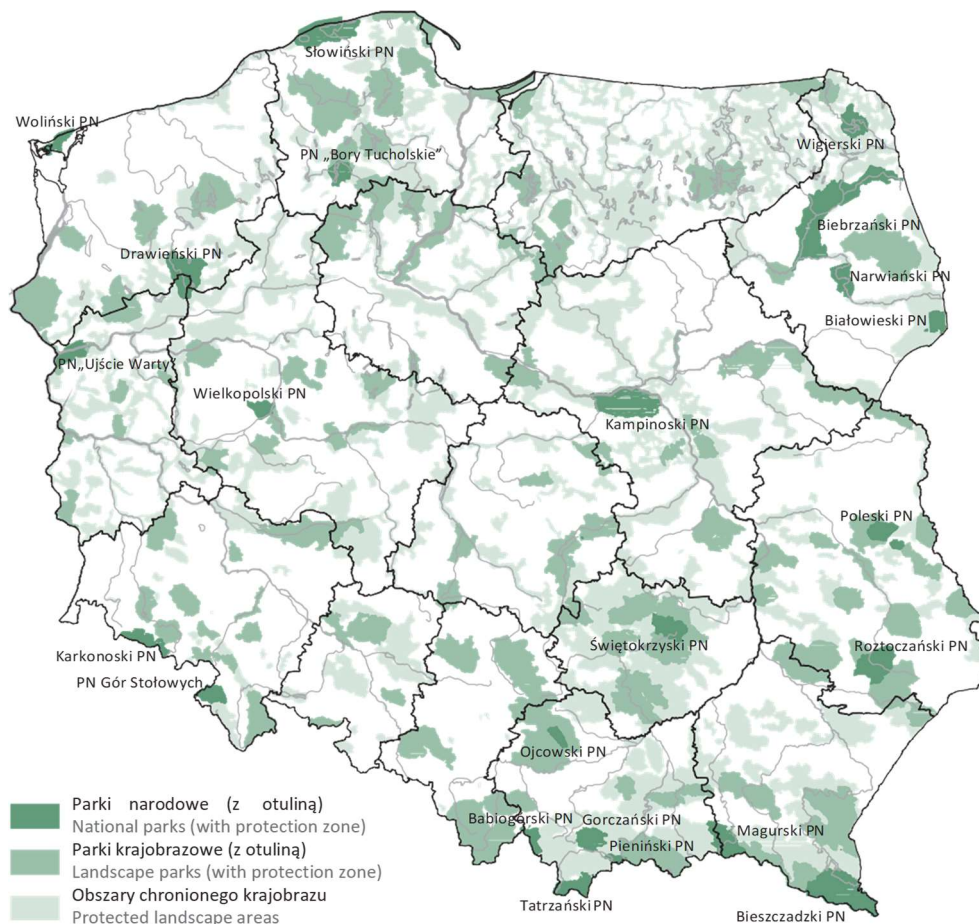 Słowiński PN
Woliński PN
Wigierski PN
PN „Bory Tucholskie”
Biebrzański PN
Drawieński PN
Narwiański PN
Białowieski PN
PN„Ujście Warty”
Wielkopolski PN
Kampinoski PN
Poleski PN
Świętokrzyski PN
Roztoczański PN
Karkonoski PN
PN Gór Stołowych
Ojcowski PN
Babiogórski PN
Gorczański PN
Magurski PN
Pieniński PN
Tatrzański PN
Bieszczadzki PN
Parki narodowe (z otuliną)
National parks (with protection zone)
Parki krajobrazowe (z otuliną)
Landscape parks (with protection zone)
Obszary chronionego krajobrazu
Protected landscape areas